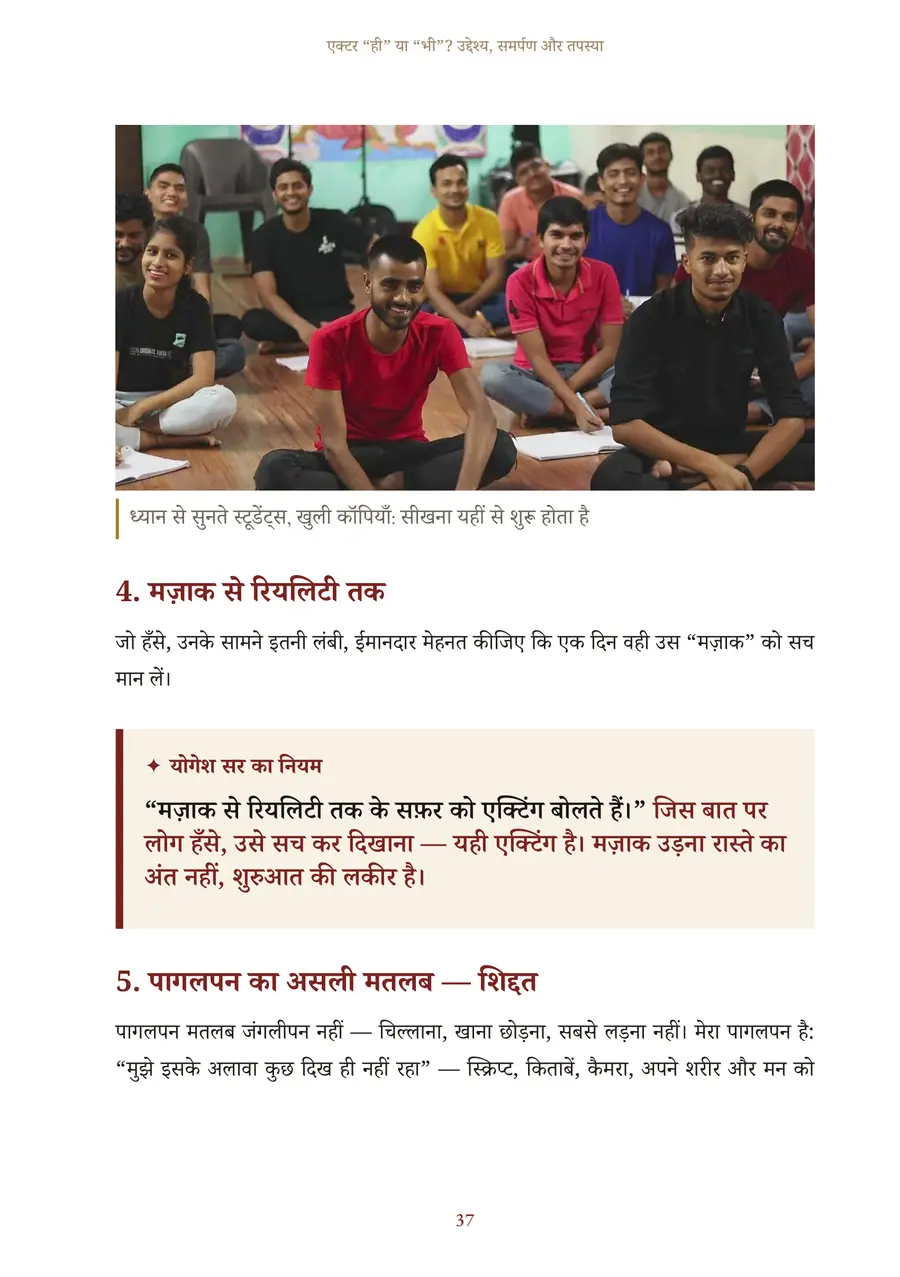 एक्टर “ही” या “भी”? उद्देश्य, समर्पण और तपस्या
ध्यान से सुनते स्टूडेंट्स, खुली कॉपियाँ: सीखना यहीं से शुरू होता है
4. मज़ाक से रियलिटी तक
जो हँसे, उनके सामने इतनी लंबी, ईमानदार मेहनत कीजिए कि एक दिन वही उस “मज़ाक” को सच
मान लें।
✦ योगेश सर का नियम
“मज़ाक से रियलिटी तक के सफ़र को एक्टिंग बोलते हैं।” जिस बात पर
लोग हँसे, उसे सच कर दिखाना — यही एक्टिंग है। मज़ाक उड़ना रास्ते का
अंत नहीं, शुरुआत की लकीर है।
5. पागलपन का असली मतलब — शिद्दत
पागलपन मतलब जंगलीपन नहीं — चिल्लाना, खाना छोड़ना, सबसे लड़ना नहीं। मेरा पागलपन है:
“मुझे इसके अलावा कुछ दिख ही नहीं रहा” — स्क्रिप्ट, किताबें, कैमरा, अपने शरीर और मन को
37